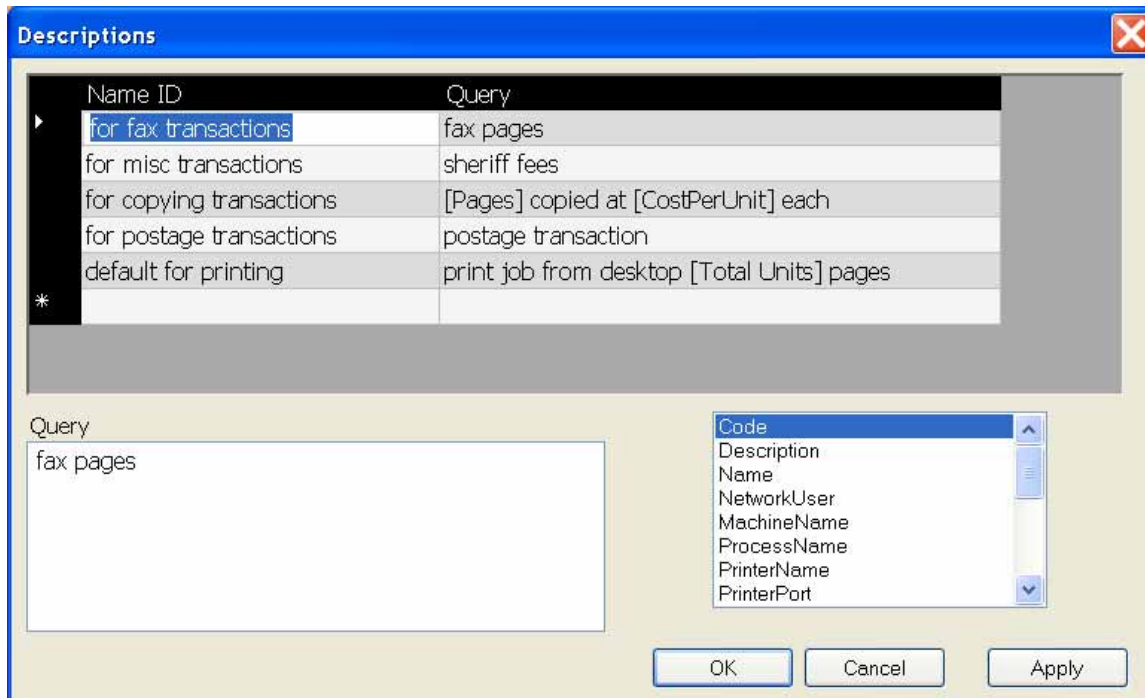 Descriptions
Name ID Query
for fax transactions fax pages
for misc transactions sheriff fees
for copying transactions [Pages] copied at [CostPerUnit] each
for postage transactions postage transaction
default for printing print job from desktop [Total Units] pages
*
Query
fax pages
Code
Description
Name
NetworkUser
MachineName
ProcessName
PrinterName
PrinterPort
OK Cancel Apply